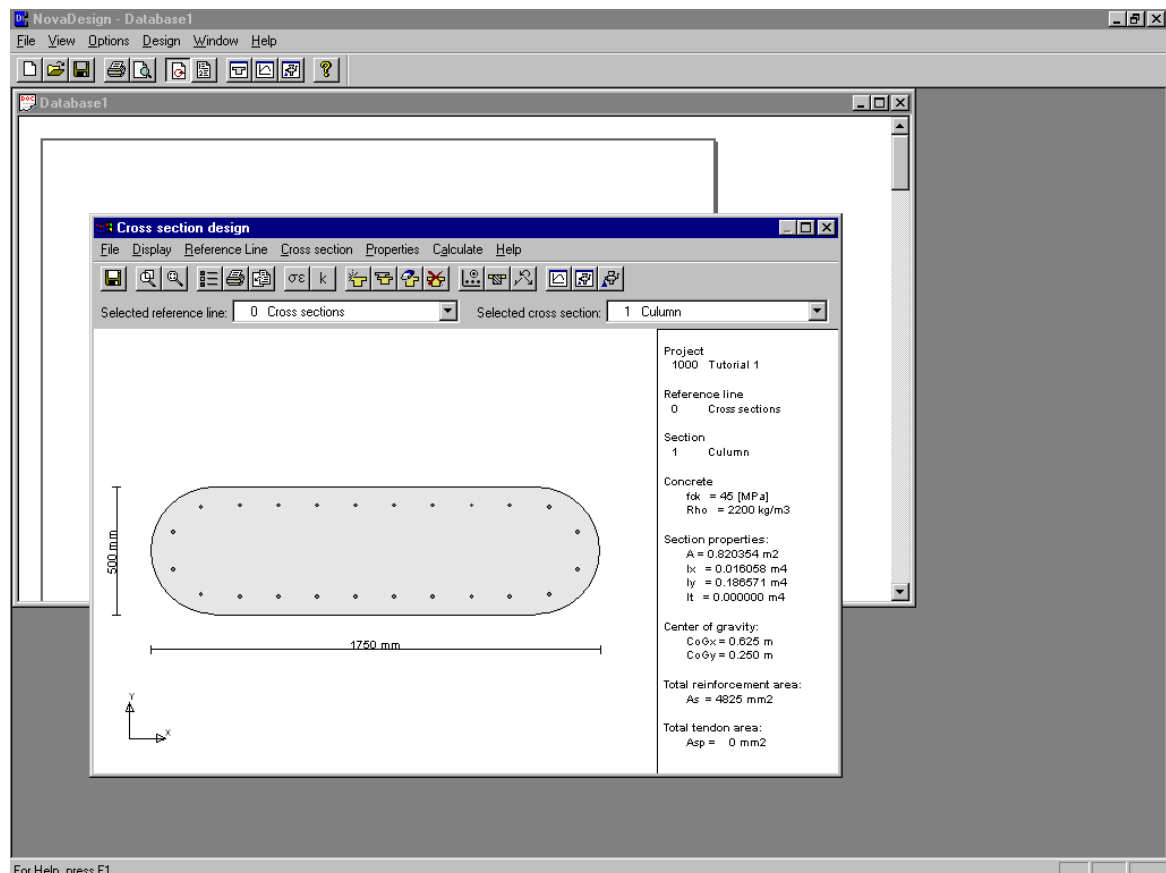 NovaDesign - Database1
File View Options Design Window Help
Database1
Cross section design
File Display Reference Line Cross section Properties Calculate Help
σε k
Selected reference line: 0 Cross sections Selected cross section: 1 Culumn
Project
1000 Tutorial 1
Reference line
0 Cross sections
Section
1 Culumn
Concrete
fck = 45 [MPa]
Rho = 2200 kg/m3
Section properties:
A = 0.820354 m2
Ix = 0.016058 m4
Iy = 0.186571 m4
It = 0.000000 m4
Center of gravity:
CoGx = 0.625 m
CoGy = 0.250 m
Total reinforcement area:
As = 4825 mm2
Total tendon area:
Asp = 0 mm2
500 mm
1750 mm
Y
X
For Help, press F1